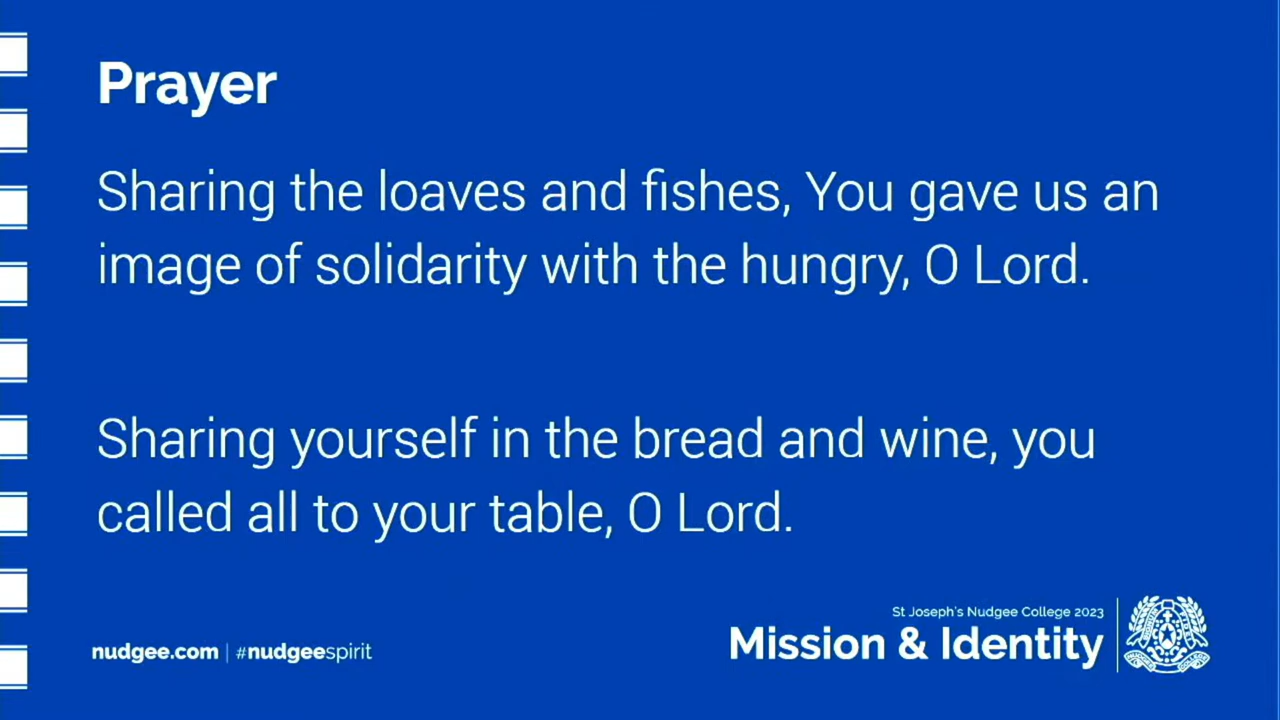 Prayer
Sharing the loaves and fishes, You gave us an
image of solidarity with the hungry, O Lord.
Sharing yourself in the bread and wine, you
called all to your table, O Lord.
St Joseph's Nudgee College 2023
Mission & Identity
nudgee.com | #nudgeespirit